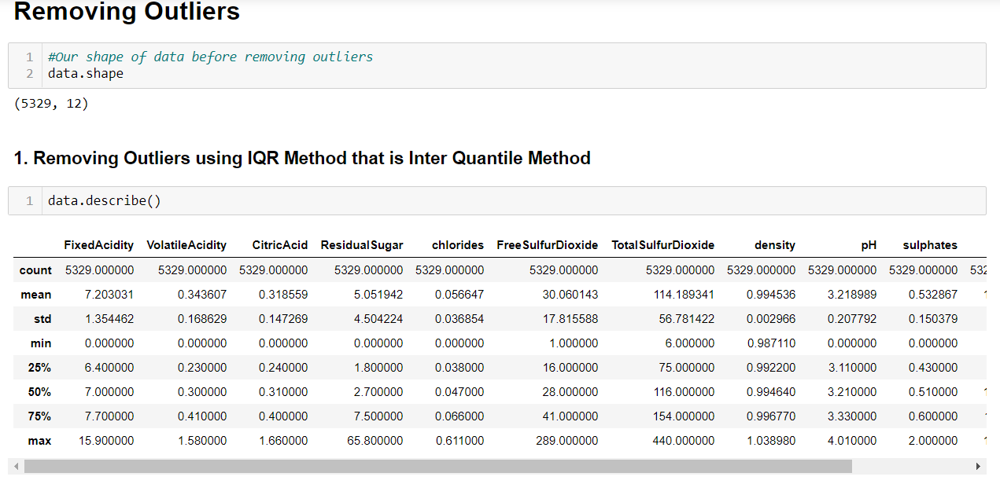 Removing Outliers
1 #Our shape of data before removing outliers
2 data.shape
(5329, 12)
1. Removing Outliers using IQR Method that is Inter Quantile Method
1 data.describe()
FixedAcidity VolatileAcidity CitricAcid ResidualSugar chlorides FreeSulfurDioxide TotalSulfurDioxide density pH sulphates
count 5329.000000 5329.000000 5329.000000 5329.000000 5329.000000 5329.000000 5329.000000 5329.000000 5329.000000 5329.000000 532
mean 7.203031 0.343607 0.318559 5.051942 0.056647 30.060143 114.189341 0.994536 3.218989 0.532867
std 1.354462 0.168629 0.147269 4.504224 0.036854 17.815588 56.781422 0.002966 0.207792 0.150379
min 0.000000 0.000000 0.000000 0.000000 0.000000 1.000000 6.000000 0.987110 0.000000 0.000000
25% 6.400000 0.230000 0.240000 1.800000 0.038000 16.000000 75.000000 0.992200 3.110000 0.430000
50% 7.000000 0.300000 0.310000 2.700000 0.047000 28.000000 116.000000 0.994640 3.210000 0.510000
75% 7.700000 0.410000 0.400000 7.500000 0.066000 41.000000 154.000000 0.996770 3.330000 0.600000
max 15.900000 1.580000 1.660000 65.800000 0.611000 289.000000 440.000000 1.038980 4.010000 2.000000